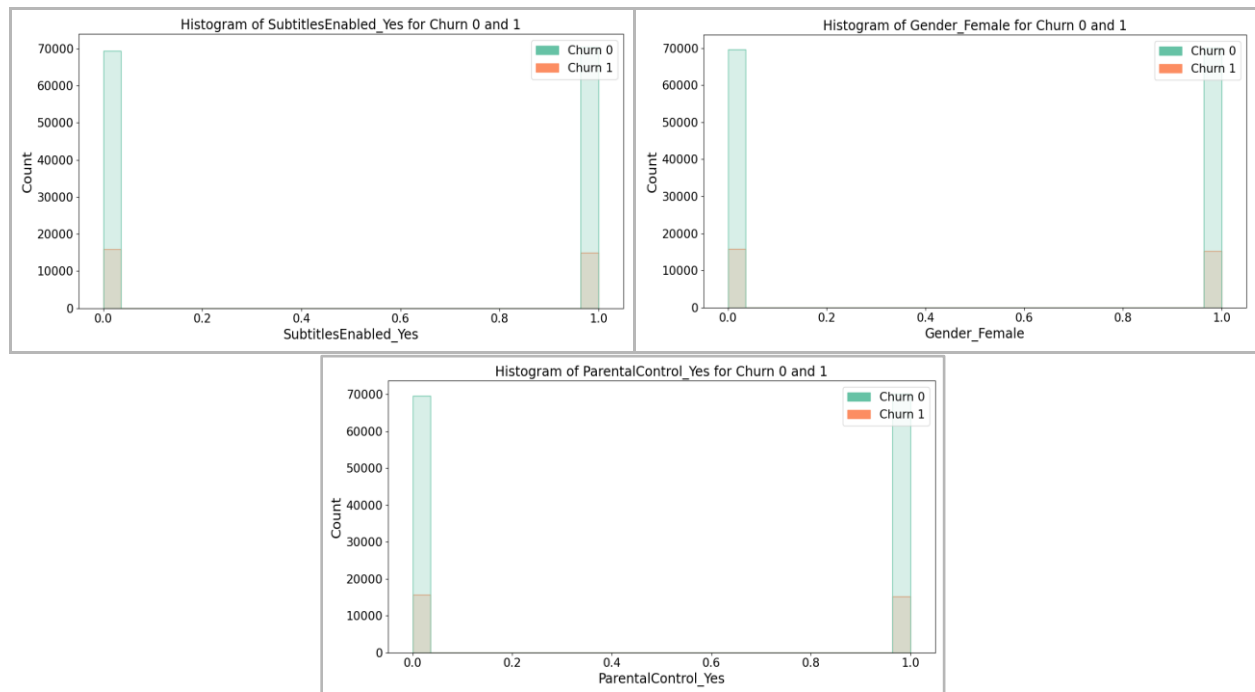 Histogram of SubtitlesEnabled_Yes for Churn 0 and 1
Churn 0
Churn 1
70000
60000
50000
40000
30000
20000
10000
0
Count
0.0 0.2 0.4 0.6 0.8 1.0
SubtitlesEnabled_Yes
Histogram of Gender_Female for Churn 0 and 1
Churn 0
Churn 1
70000
60000
50000
40000
30000
20000
10000
0
Count
0.0 0.2 0.4 0.6 0.8 1.0
Gender_Female
Histogram of ParentalControl_Yes for Churn 0 and 1
Churn 0
Churn 1
70000
60000
50000
40000
30000
20000
10000
0
Count
0.0 0.2 0.4 0.6 0.8 1.0
ParentalControl_Yes